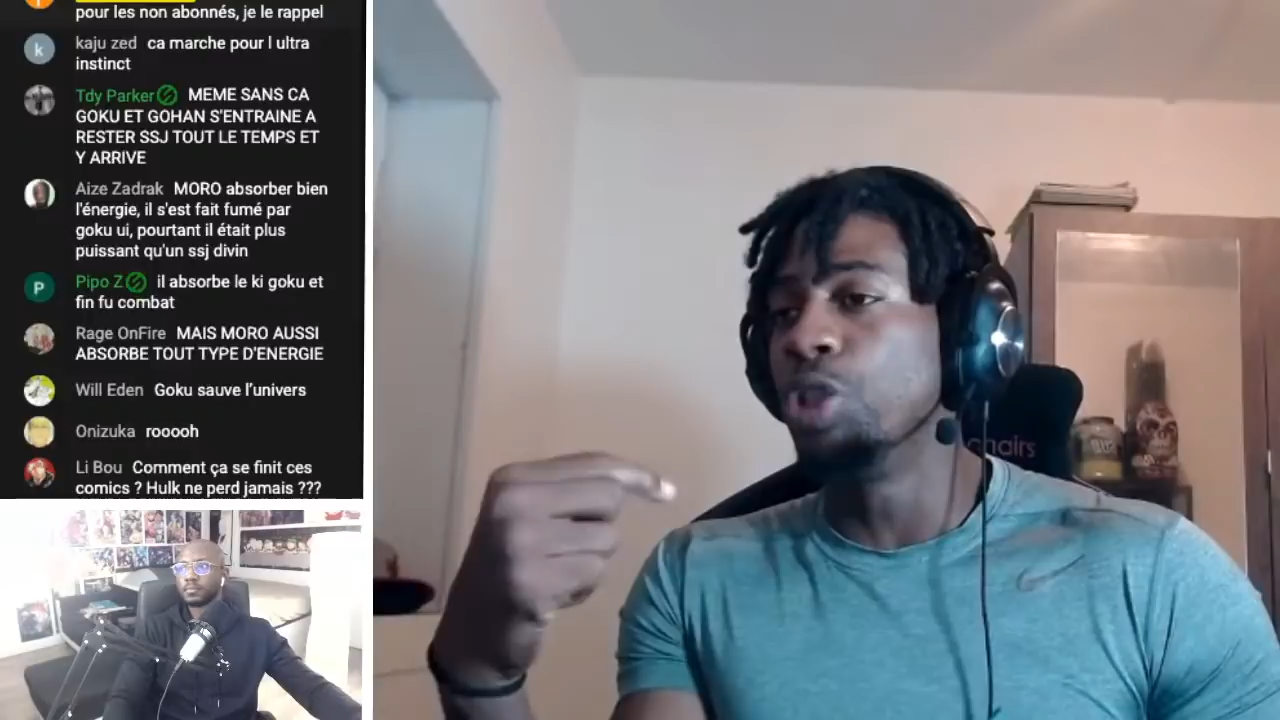 pour les non abonnés, je le rappel
kaju zed ca marche pour l ultra
instinct
Tdy Parker MEME SANS CA
GOKU ET GOHAN S'ENTRAINE A
RESTER SSJ TOUT LE TEMPS ET
Y ARRIVE
Aize Zadrak MORO absorber bien
l'énergie, il s'est fait fumé par
goku ui, pourtant il était plus
puissant qu'un ssj divin
P
Pipo Z il absorbe le ki goku et
fin fu combat
Rage OnFire MAIS MORO AUSSI
ABSORBE TOUT TYPE D'ENERGIE
Will Eden Goku sauve l'univers
Onizuka rooooh
Li Bou Comment ça se finit ces
comics ? Hulk ne perd jamais ???
k
chairs